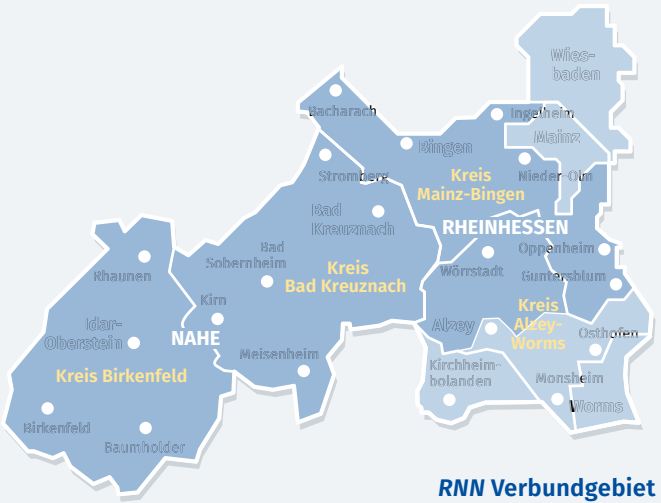 Wies-
baden
Bacharach
Ingelheim
Mainz
Bingen
Stromberg
Kreis
Mainz-Bingen
Nieder-Olm
Bad
Kreuznach
RHEINHESSEN
Bad
Sobernheim
Oppenheim
Rhaunen
Kreis
Bad Kreuznach
Wörrstadt
Guntersblum
Kirn
Kreis
Alzey-
Worms
Idar-
Oberstein
NAHE
Alzey
Osthofen
Meisenheim
Kirchheim-
bolanden
Kreis Birkenfeld
Monsheim
Worms
Birkenfeld
Baumholder
RNN Verbundgebiet